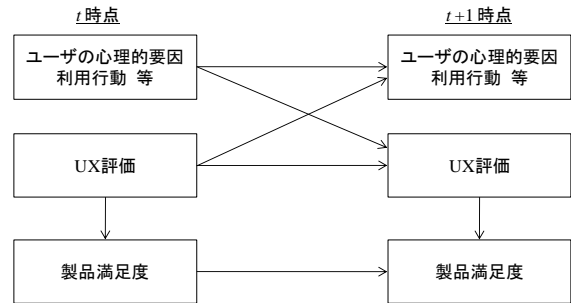 t 時点
t+1 時点
ユーザの心理的要因
利用行動 等
ユーザの心理的要因
利用行動 等
UX評価
UX評価
製品満足度
製品満足度